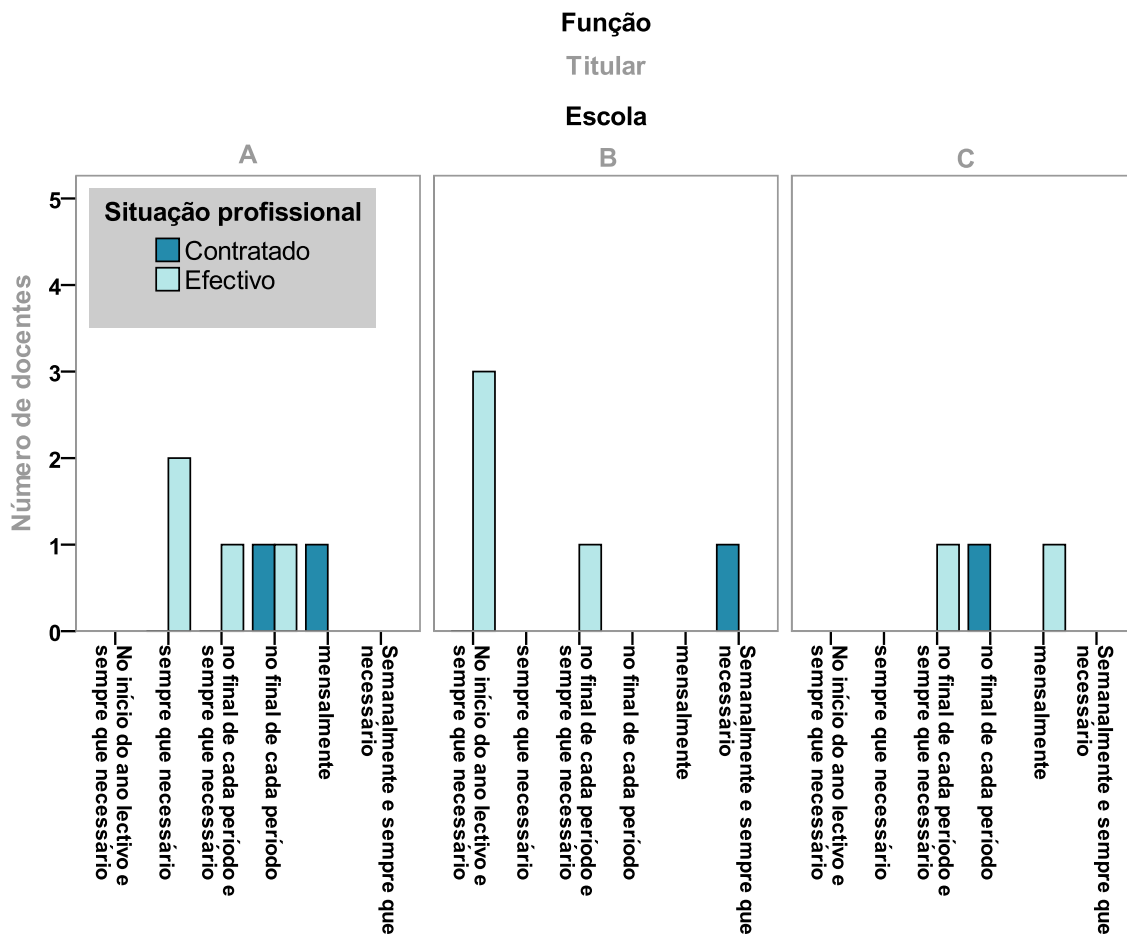 Função
Titular
Escola
A
B
C
Situação profissional
Contratado
Efectivo
Número de docentes
5
4
3
2
1
0
No início do ano lectivo e
sempre que necessário
sempre que necessário
no final de cada período e
sempre que necessário
no final de cada período
mensalmente
Semanalmente e sempre que
necessário
No início do ano lectivo e
sempre que necessário
sempre que necessário
no final de cada período e
sempre que necessário
no final de cada período
mensalmente
Semanalmente e sempre que
necessário
No início do ano lectivo e
sempre que necessário
sempre que necessário
no final de cada período e
sempre que necessário
no final de cada período
mensalmente
Semanalmente e sempre que
necessário